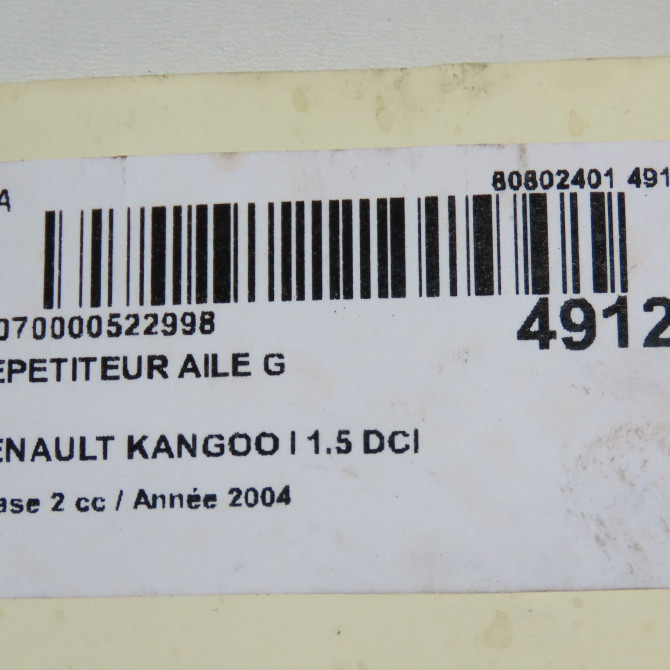 A
80802401 491
070000522998
4912
EPETITEUR AILE G
ENAULT KANGOO I 1.5 DCI
ase 2 cc / Année 2004